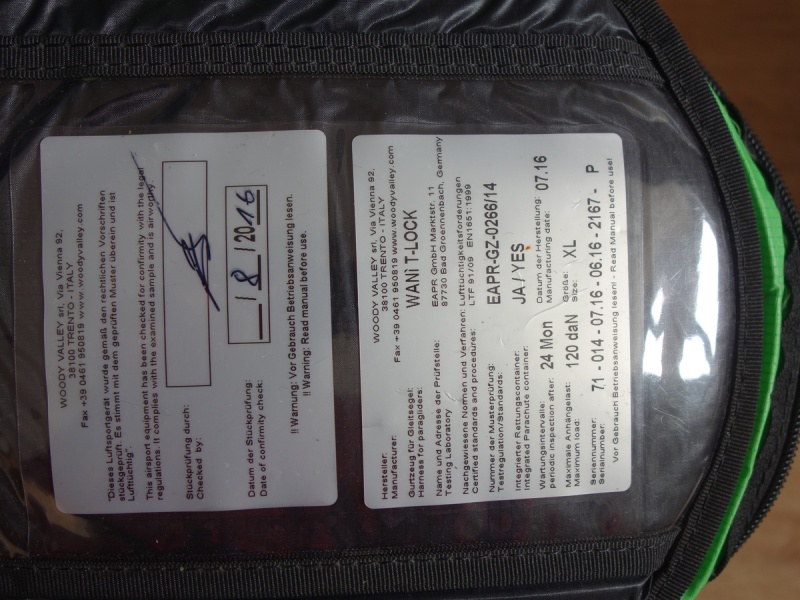 WOODY VALLEY srl, Via Vienna 92,
38100 TRENTO - ITALY
Fax +39 0461 950819 www.woodyvalley.com
"Dieses Luftsportgerät wurde gemäß den rechtlichen Vorschriften
stückgeprüft. Es stimmt mit dem geprüften Muster überein und ist
Lufttüchtig"
This airsport equipment has been checked for confirmity with the legal
regulations. It complies with the examined sample and is airworthy.
Stückprüfung durch:
Checked by:
Datum der Stückprüfung:
Date of confirmity check:
/ 8 / 2016
!! Warnung: Vor Gebrauch Betriebsanweisung lesen.
!! Warning: Read manual before use.
WOODY VALLEY srl, Via Vienna 92,
38100 TRENTO - ITALY
Fax +39 0461 950819 www.woodyvalley.com
Hersteller:
Manufacturer:
Gurtzeug für Gleitsegel: WANi T-LOCK
Harness for paragliders:
Name und Adresse der Prüfstelle: EAPR GmbH Marktstr. 11
Testing Laboratory 87730 Bad Groennenbach, Germany
Nachgewiesene Normen und Verfahren: Lufttüchtigkeitsforderungen
Certified standards and procedures: LTF 91/09 EN1651:1999
Nummer der Musterprüfung: EAPR-GZ-0266/14
Testregulation/Standards:
Integrierter Rettungscontainer: JA / YES
Integrated Parachute container:
Wartungsintervalle: 24 Mon Datum der Herstellung: 07.16
periodic inspection after: Manufacturing date:
Maximale Anhängelast: 120 daN Größe: XL
Maximum load: Size:
Seriennummer: 71 - 014 - 07.16 - 06.16 - 2167 - P
Serialnumber:
Vor Gebrauch Betriebsanweisung lesen! - Read Manual before use!